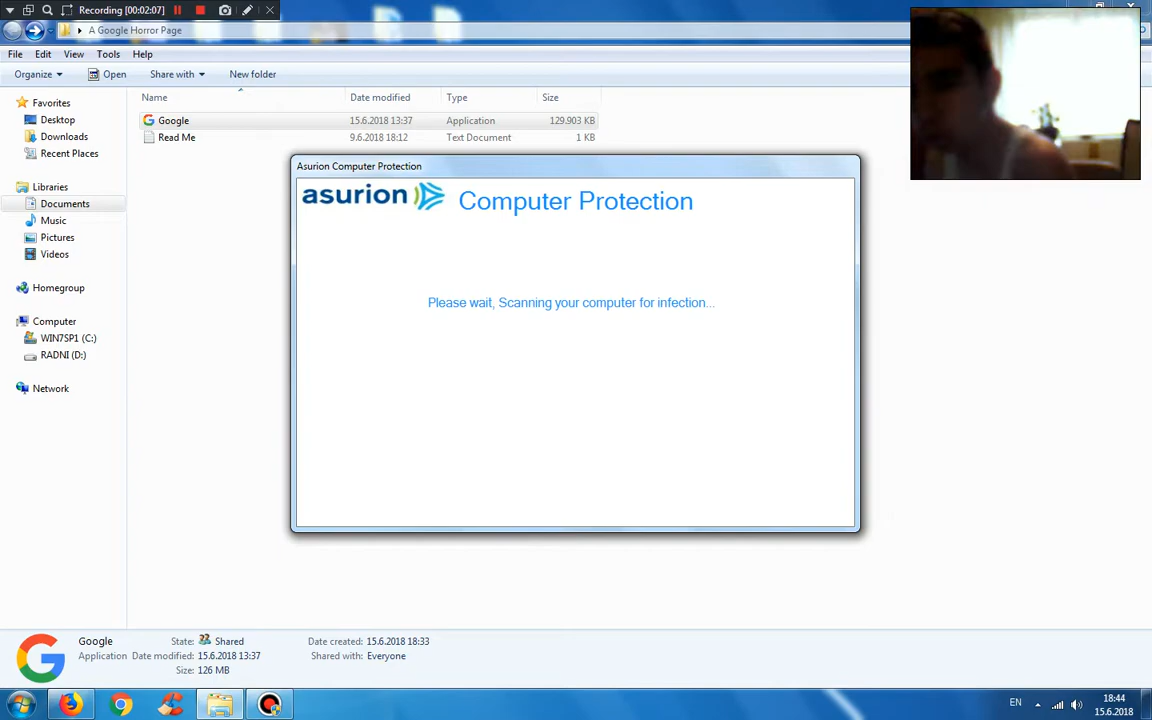 Recording [00:02:07]
A Google Horror Page
File Edit View Tools Help
Organize Open Share with New folder
Name Date modified Type Size
Favorites
Google 15.6.2018 13:37 Application 129.903 KB
Desktop
Read Me 9.6.2018 18:12 Text Document 1 KB
Downloads
Recent Places
Asurion Computer Protection
asurion Computer Protection
Libraries
Documents
Music
Pictures
Videos
Homegroup
Please wait, Scanning your computer for infection...
Computer
WIN7SP1 (C:)
RADNI (D:)
Network
Google State: Shared Date created: 15.6.2018 18:33
Application Date modified: 15.6.2018 13:37 Shared with: Everyone
Size: 126 MB
EN 18:44
15.6.2018